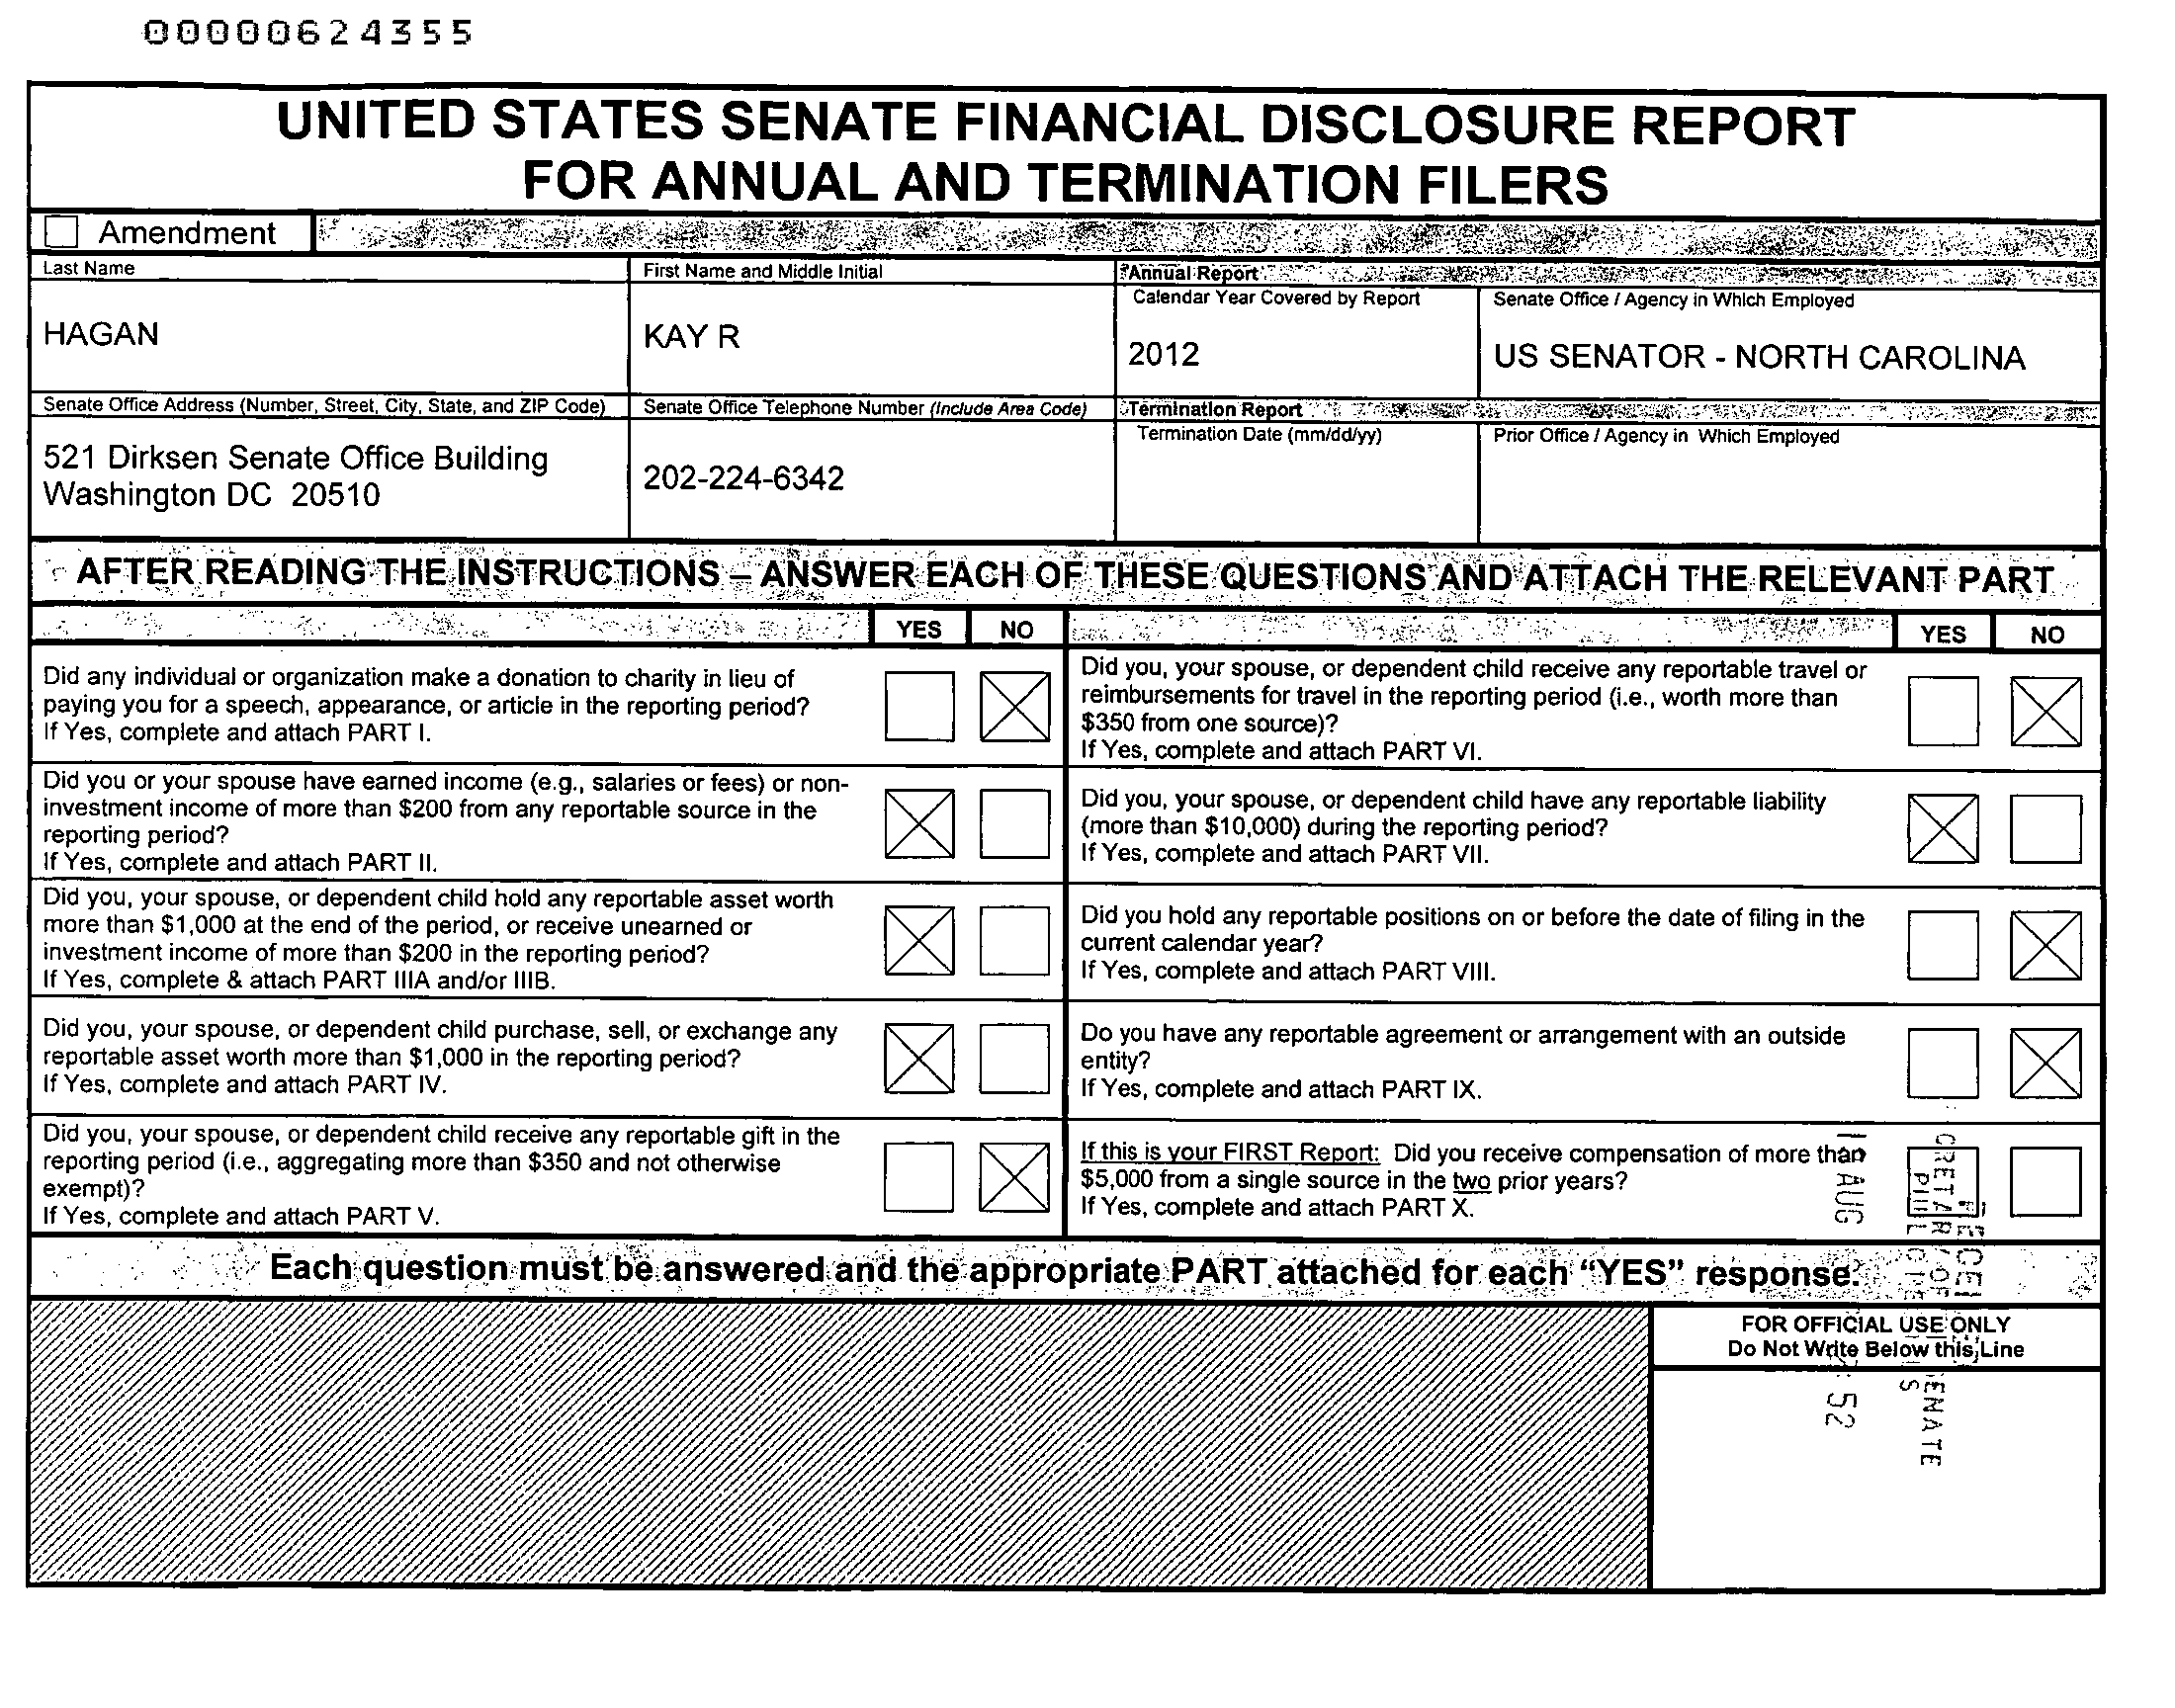 00000624355
UNITED STATES SENATE FINANCIAL DISCLOSURE REPORT
FOR ANNUAL AND TERMINATION FILERS
Amendment
Last Name
HAGAN
First Name and Middle Initial
KAY R
Annual Report
Calendar Year Covered by Report
2012
Senate Office / Agency in Which Employed
US SENATOR - NORTH CAROLINA
Senate Office Address (Number, Street, City, State, and ZIP Code)
521 Dirksen Senate Office Building
Washington DC 20510
Senate Office Telephone Number (Include Area Code)
202-224-6342
Termination Report
Termination Date (mm/dd/yy)
Prior Office / Agency in Which Employed
AFTER READING THE INSTRUCTIONS – ANSWER EACH OF THESE QUESTIONS AND ATTACH THE RELEVANT PART
YES NO
Did any individual or organization make a donation to charity in lieu of
paying you for a speech, appearance, or article in the reporting period?
If Yes, complete and attach PART I.
Did you or your spouse have earned income (e.g., salaries or fees) or non-
investment income of more than $200 from any reportable source in the
reporting period?
If Yes, complete and attach PART II.
Did you, your spouse, or dependent child hold any reportable asset worth
more than $1,000 at the end of the period, or receive unearned or
investment income of more than $200 in the reporting period?
If Yes, complete & attach PART IIIA and/or IIIB.
Did you, your spouse, or dependent child purchase, sell, or exchange any
reportable asset worth more than $1,000 in the reporting period?
If Yes, complete and attach PART IV.
Did you, your spouse, or dependent child receive any reportable gift in the
reporting period (i.e., aggregating more than $350 and not otherwise
exempt)?
If Yes, complete and attach PART V.
YES NO
Did you, your spouse, or dependent child receive any reportable travel or
reimbursements for travel in the reporting period (i.e., worth more than
$350 from one source)?
If Yes, complete and attach PART VI.
Did you, your spouse, or dependent child have any reportable liability
(more than $10,000) during the reporting period?
If Yes, complete and attach PART VII.
Did you hold any reportable positions on or before the date of filing in the
current calendar year?
If Yes, complete and attach PART VIII.
Do you have any reportable agreement or arrangement with an outside
entity?
If Yes, complete and attach PART IX.
If this is your FIRST Report: Did you receive compensation of more than
$5,000 from a single source in the two prior years?
If Yes, complete and attach PART X.
Each question must be answered and the appropriate PART attached for each “YES” response.
FOR OFFICIAL USE ONLY
Do Not Write Below this Line
AUG
52